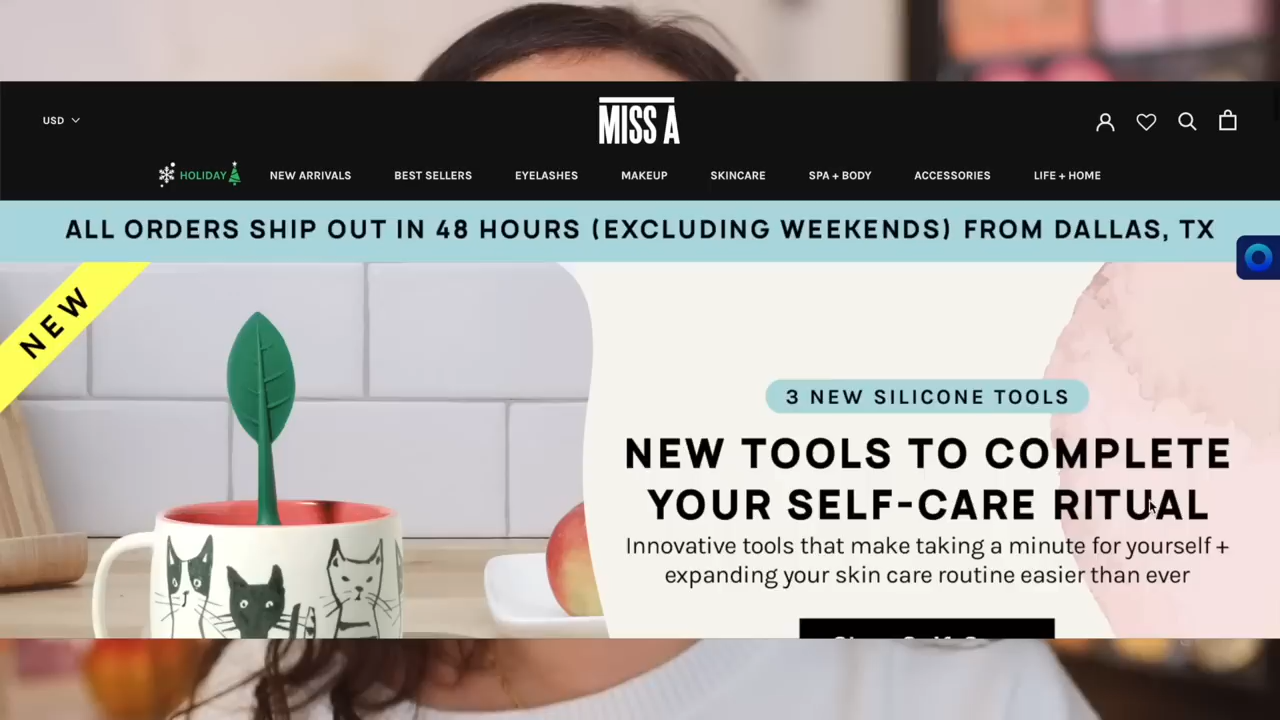 USD
MISS A
HOLIDAY NEW ARRIVALS BEST SELLERS EYELASHES MAKEUP SKINCARE SPA + BODY ACCESSORIES LIFE + HOME
ALL ORDERS SHIP OUT IN 48 HOURS (EXCLUDING WEEKENDS) FROM DALLAS, TX
NEW
3 NEW SILICONE TOOLS
NEW TOOLS TO COMPLETE
YOUR SELF-CARE RITUAL
Innovative tools that make taking a minute for yourself +
expanding your skin care routine easier than ever